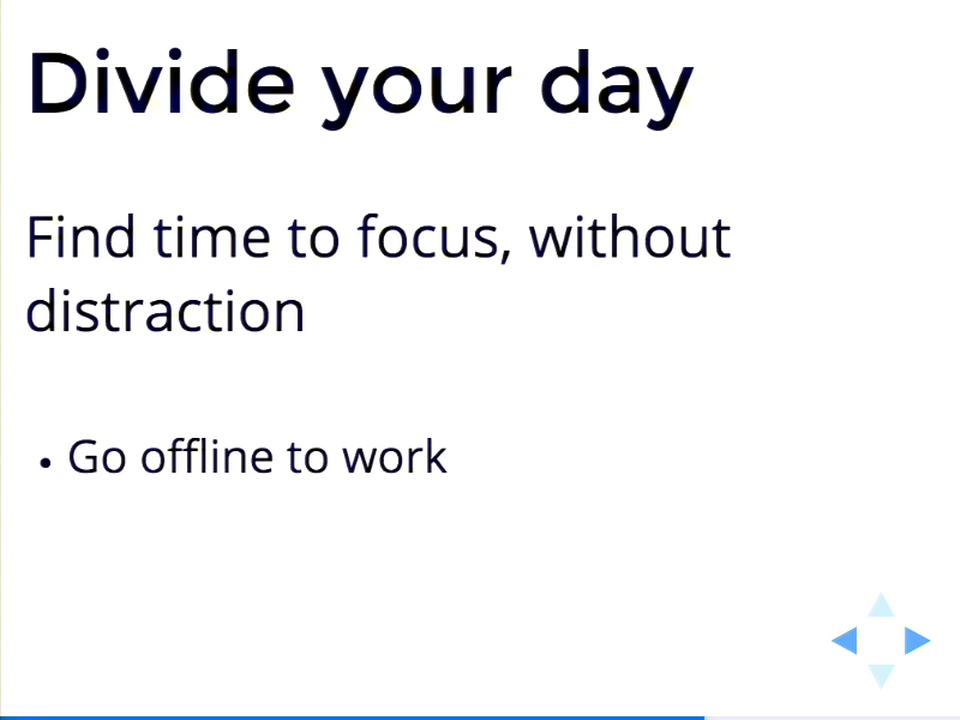 Divide your day
Find time to focus, without
distraction
• Go offline to work